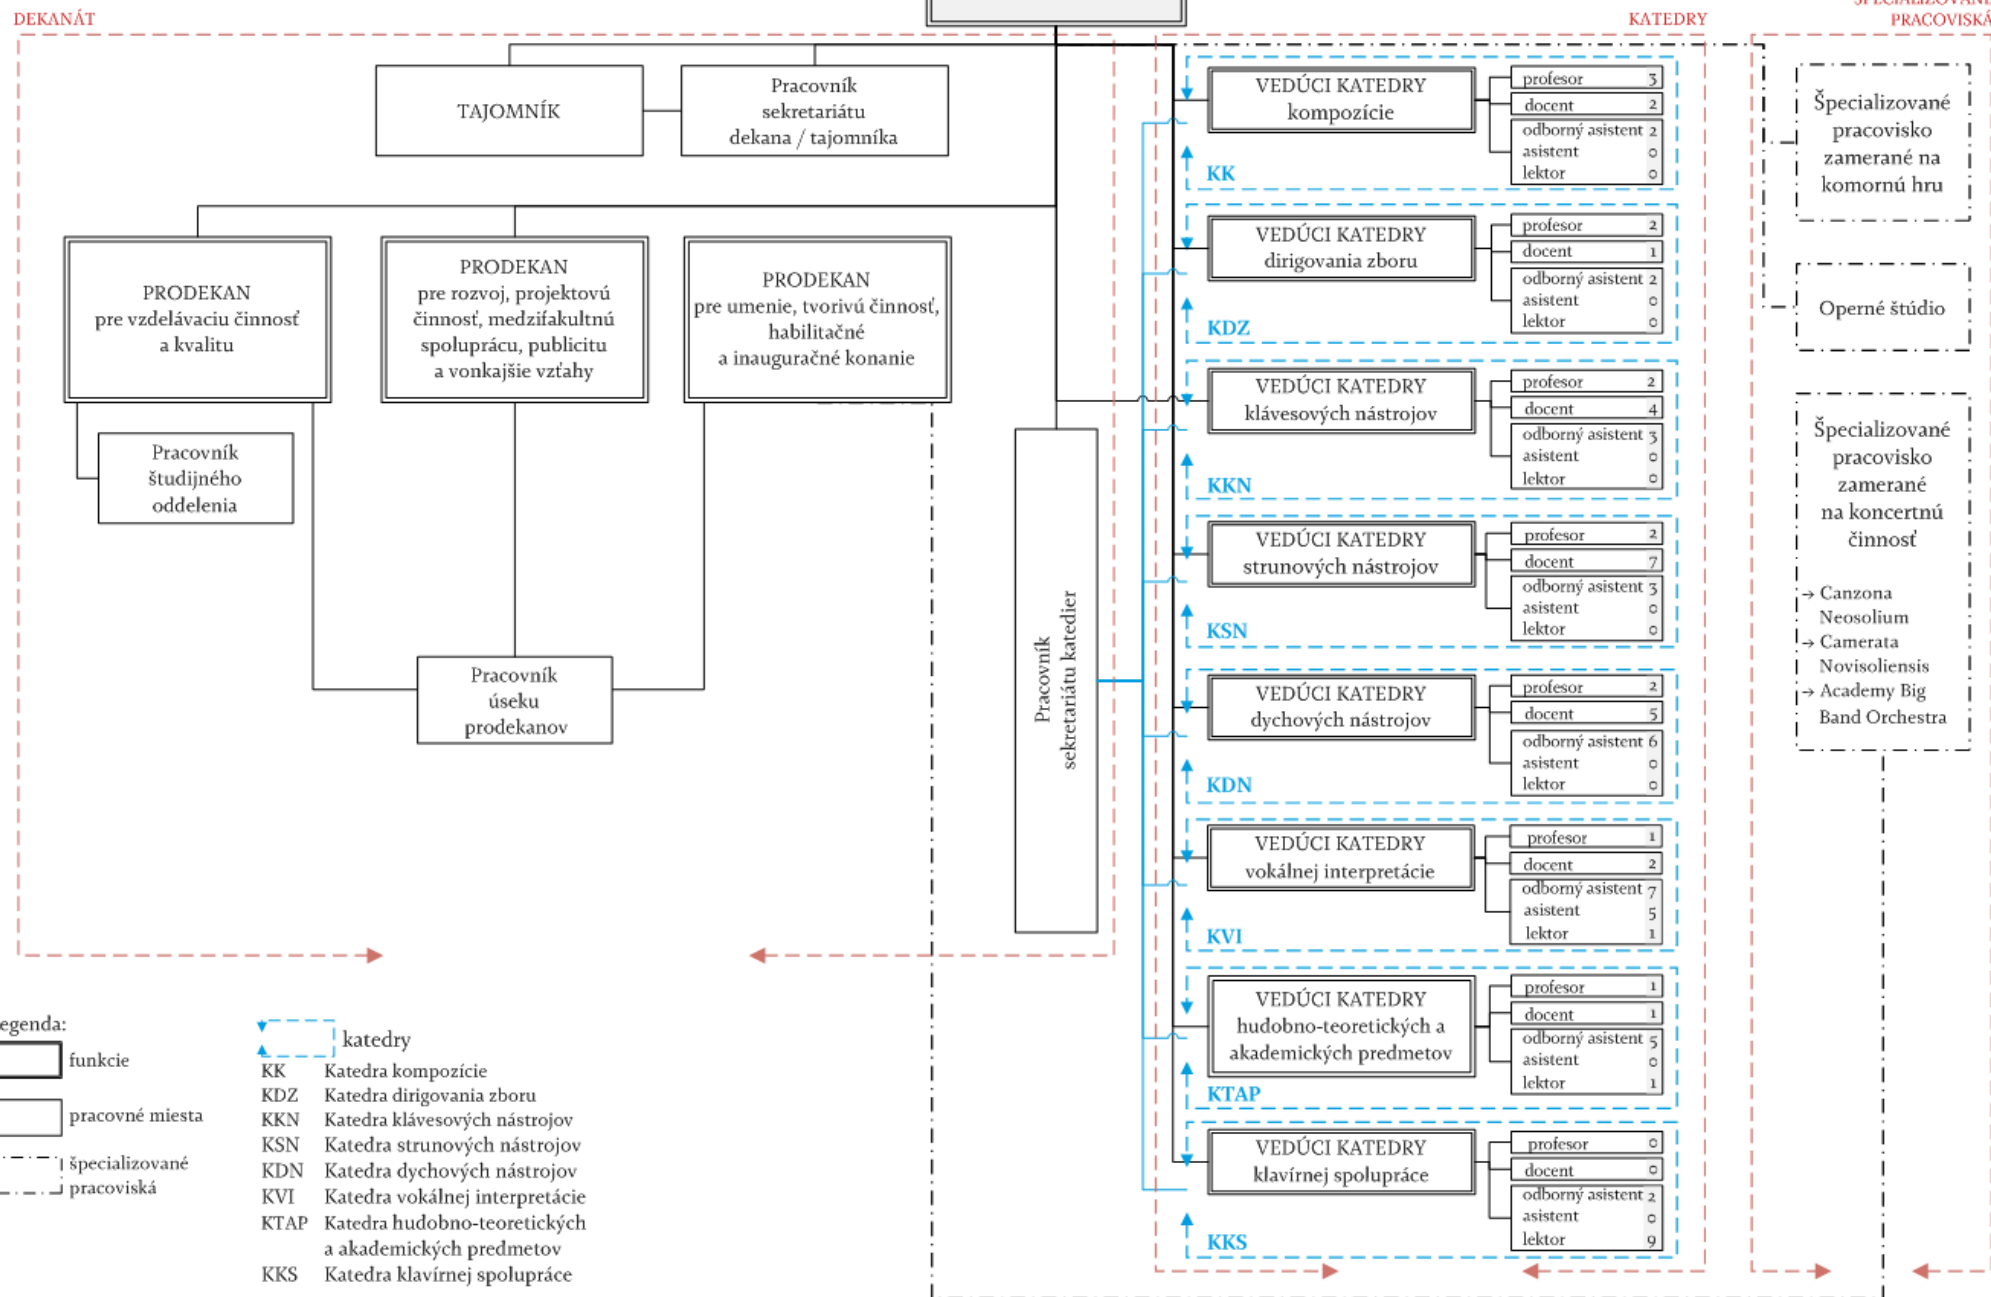 DEKANÁT
KATEDRY
PRACOVISKÁ
TAJOMNÍK
Pracovník
sekretariátu
dekana / tajomníka
PRODEKAN
pre vzdelávaciu činnosť
a kvalitu
PRODEKAN
pre rozvoj, projektovú
činnosť, medzifakultnú
spoluprácu, publicitu
a vonkajšie vzťahy
PRODEKAN
pre umenie, tvorivú činnosť,
habilitačné
a inauguračné konanie
Pracovník
študijného
oddelenia
Pracovník
úseku
prodekanov
Pracovník
sekretariátu katedier
VEDÚCI KATEDRY
kompozície
profesor 3
docent 2
odborný asistent 2
asistent 0
lektor 0
KK
VEDÚCI KATEDRY
dirigovania zboru
profesor 2
docent 1
odborný asistent 2
asistent 0
lektor 0
KDZ
VEDÚCI KATEDRY
klávesových nástrojov
profesor 2
docent 4
odborný asistent 3
asistent 0
lektor 0
KKN
VEDÚCI KATEDRY
strunových nástrojov
profesor 2
docent 7
odborný asistent 3
asistent 0
lektor 0
KSN
VEDÚCI KATEDRY
dychových nástrojov
profesor 2
docent 5
odborný asistent 6
asistent 0
lektor 0
KDN
VEDÚCI KATEDRY
vokálnej interpretácie
profesor 1
docent 2
odborný asistent 7
asistent 5
lektor 1
KVI
VEDÚCI KATEDRY
hudobno-teoretických a
akademických predmetov
profesor 1
docent 1
odborný asistent 5
asistent 0
lektor 1
KTAP
VEDÚCI KATEDRY
klavírnej spolupráce
profesor 0
docent 0
odborný asistent 2
asistent 0
lektor 9
KKS
Špecializované
pracovisko
zamerané na
komornú hru
Operné štúdio
Špecializované
pracovisko
zamerané
na koncertnú
činnosť
→ Canzona
Neosolium
→ Camerata
Novisoliensis
→ Academy Big
Band Orchestra
egenda:
funkcie
pracovné miesta
špecializované
pracoviská
katedry
KK Katedra kompozície
KDZ Katedra dirigovania zboru
KKN Katedra klávesových nástrojov
KSN Katedra strunových nástrojov
KDN Katedra dychových nástrojov
KVI Katedra vokálnej interpretácie
KTAP Katedra hudobno-teoretických
a akademických predmetov
KKS Katedra klavírnej spolupráce